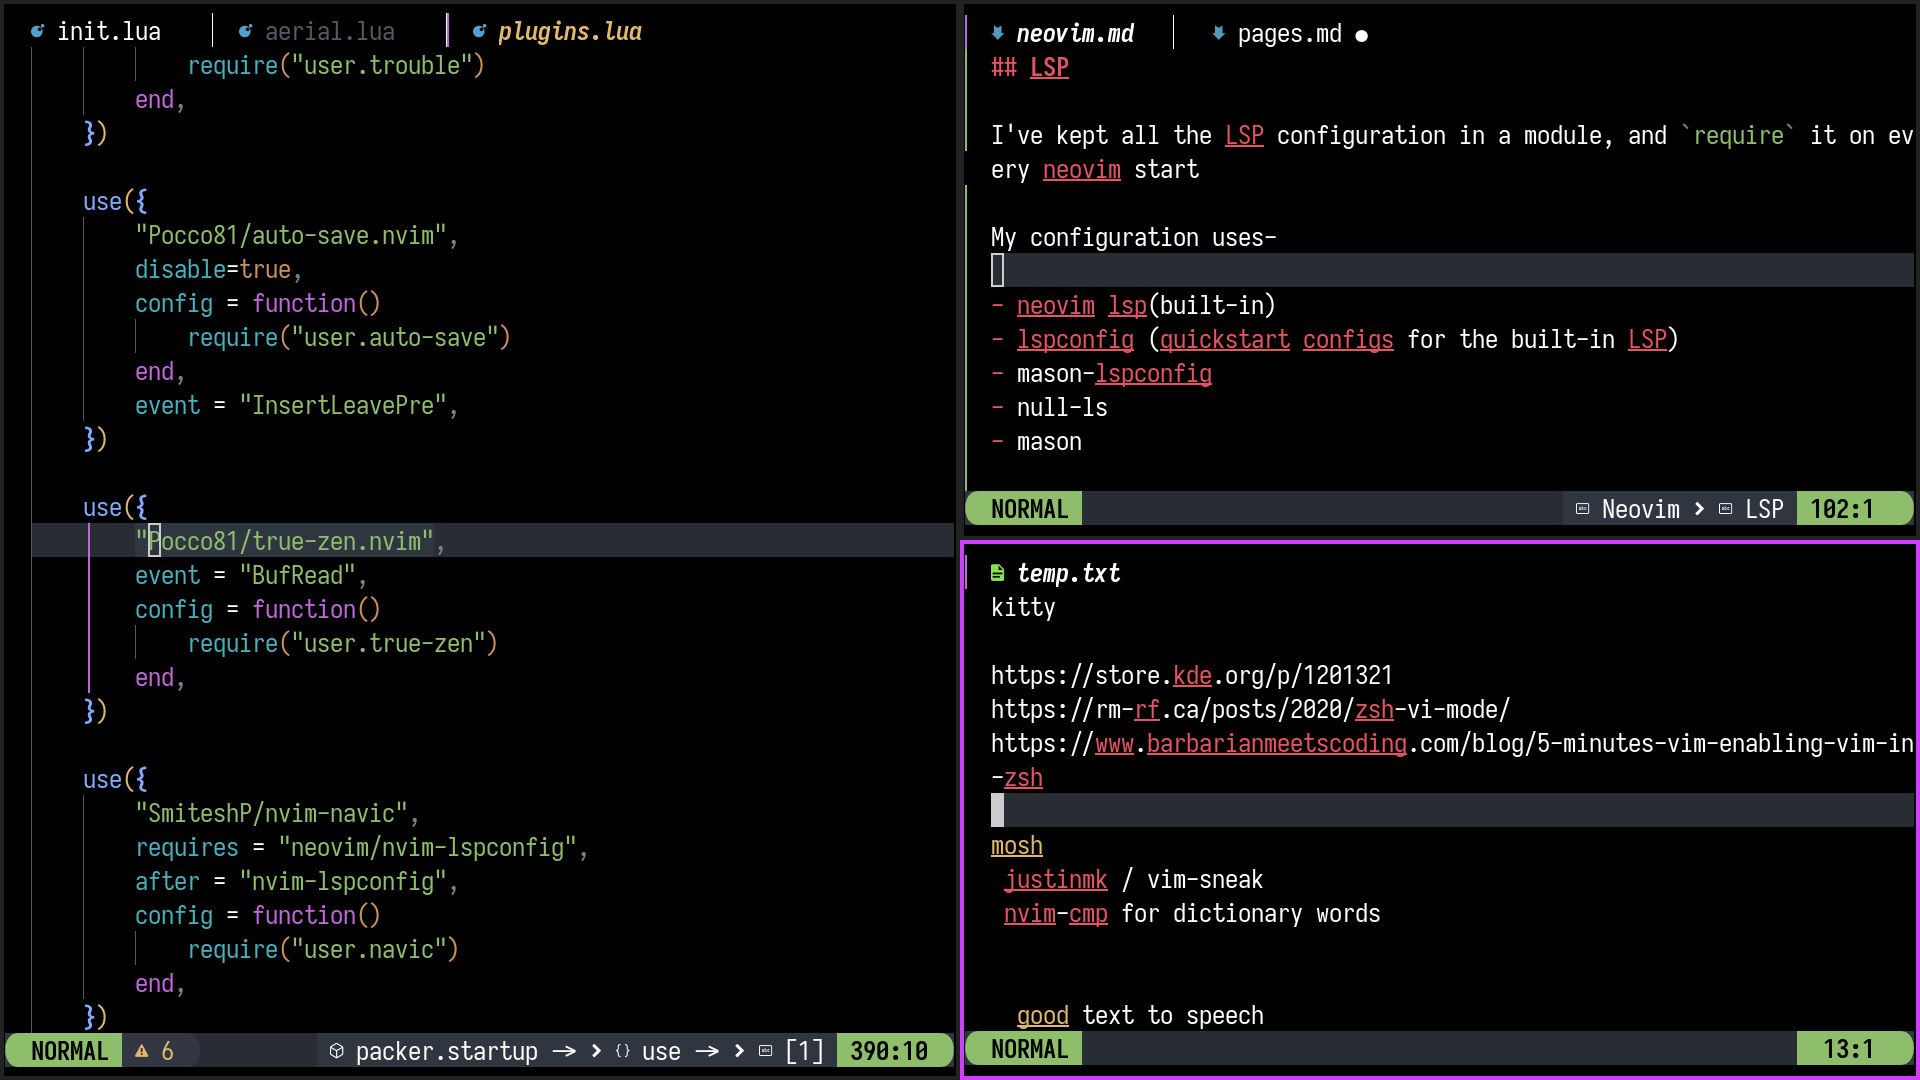 init.lua aerial.lua plugins.lua
require("user.trouble")
end,
})
use({
"Pocco81/auto-save.nvim",
disable=true,
config = function()
require("user.auto-save")
end,
event = "InsertLeavePre",
})
use({
"Pocco81/true-zen.nvim",
event = "BufRead",
config = function()
require("user.true-zen")
end,
})
use({
"SmiteshP/nvim-navic",
requires = "neovim/nvim-lspconfig",
after = "nvim-lspconfig",
config = function()
require("user.navic")
end,
})
NORMAL 6 packer.startup -> > {} use -> > [1] 390:10
neovim.md pages.md ●
## LSP
I've kept all the LSP configuration in a module, and `require` it on ev
ery neovim start
My configuration uses-
- neovim lsp(built-in)
- lspconfig (quickstart configs for the built-in LSP)
- mason-lspconfig
- null-ls
- mason
NORMAL Neovim > LSP 102:1
temp.txt
kitty
https://store.kde.org/p/1201321
https://rm-rf.ca/posts/2020/zsh-vi-mode/
https://www.barbarianmeetscoding.com/blog/5-minutes-vim-enabling-vim-in
-zsh
mosh
justinmk / vim-sneak
nvim-cmp for dictionary words
good text to speech
NORMAL 13:1